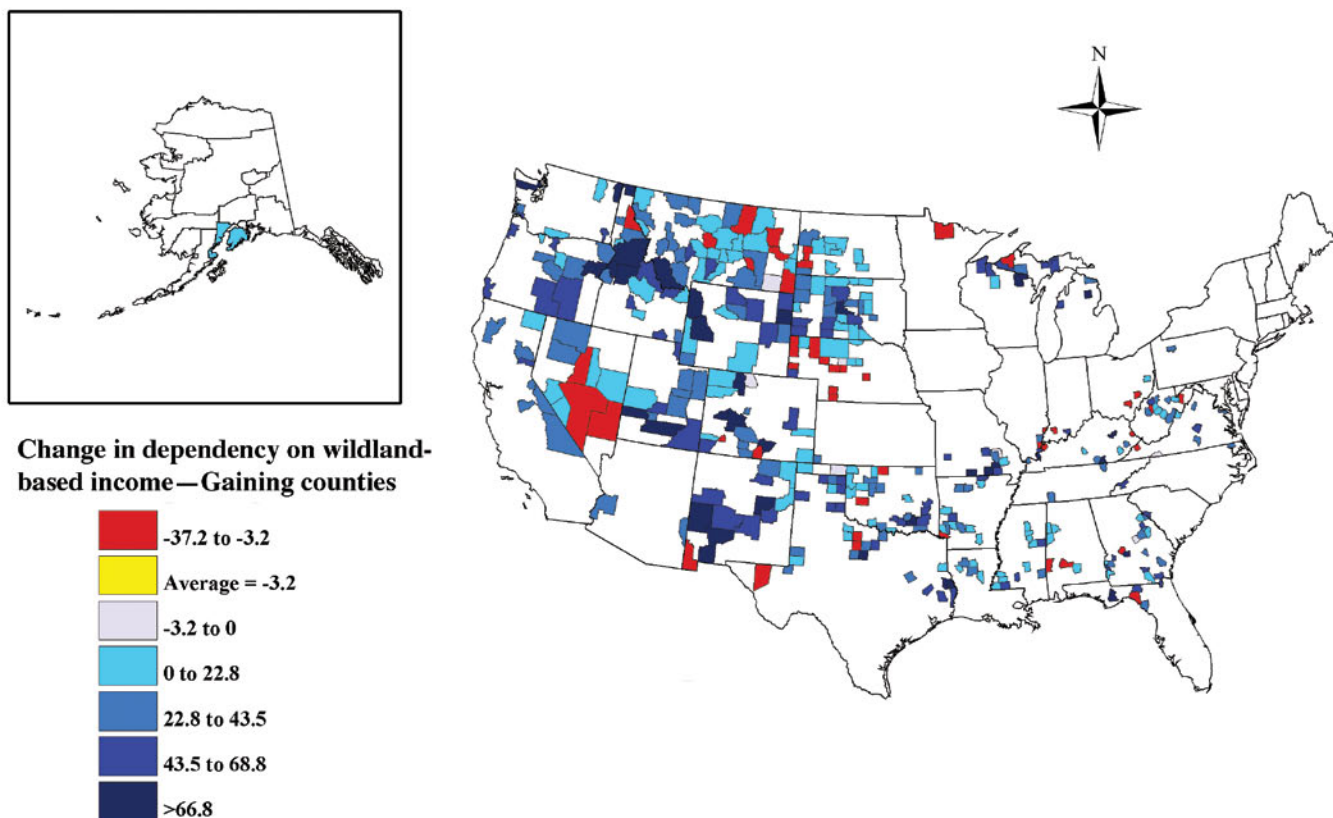 N
Change in dependency on wildland-
based income—Gaining counties
-37.2 to -3.2
Average = -3.2
-3.2 to 0
0 to 22.8
22.8 to 43.5
43.5 to 68.8
>66.8